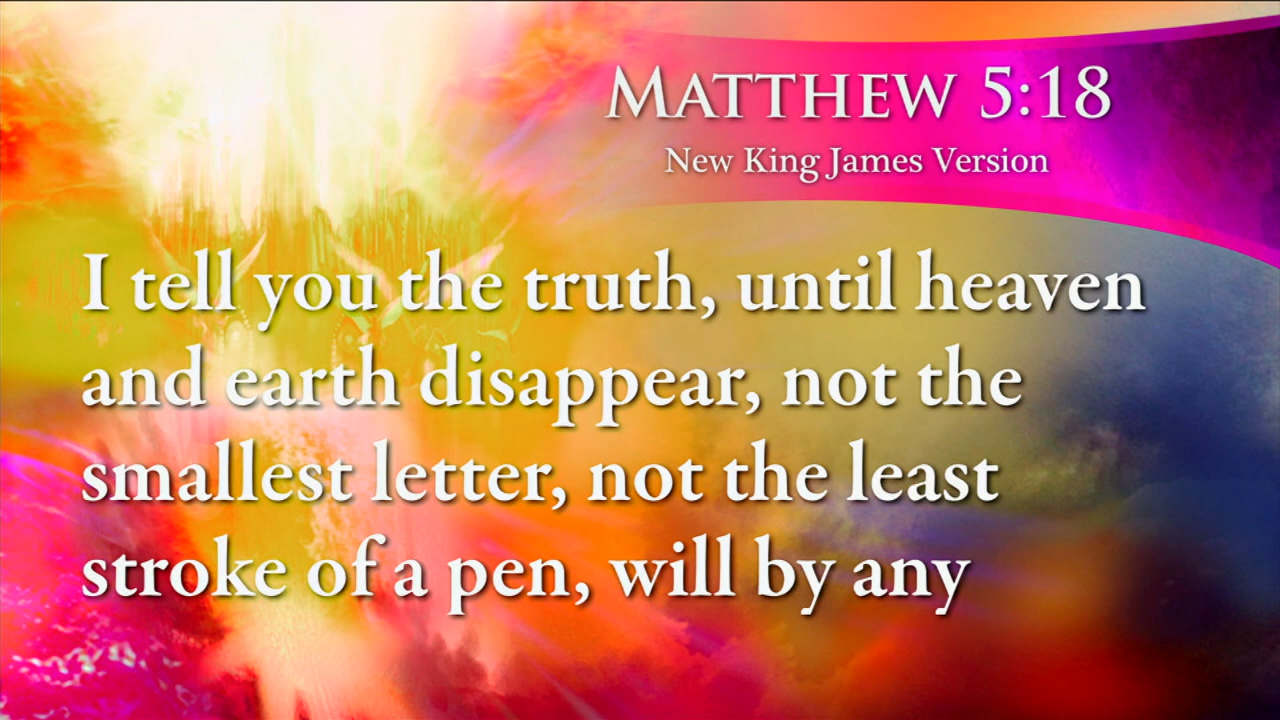 Matthew 5:18
New King James Version
I tell you the truth, until heaven
and earth disappear, not the
smallest letter, not the least
stroke of a pen, will by any